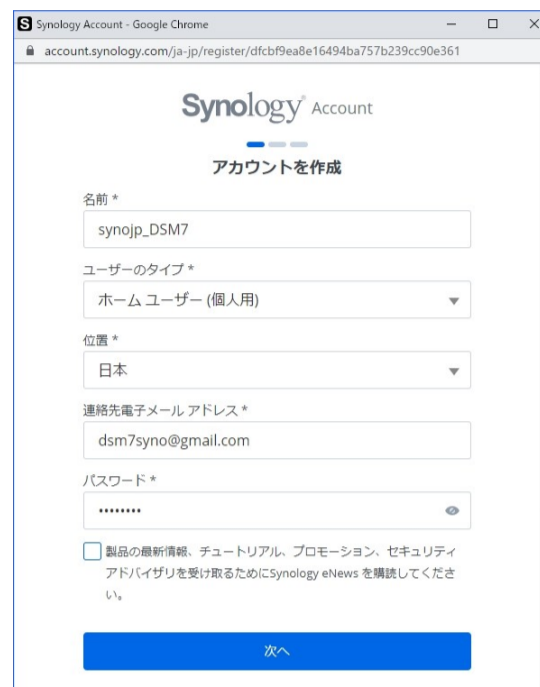 Synology Account - Google Chrome
account.synology.com/ja-jp/register/dfcbf9ea8e16494ba757b239cc90e361
Synology Account
アカウントを作成
名前 *
synojp_DSM7
ユーザーのタイプ *
ホーム ユーザー (個人用)
位置 *
日本
連絡先電子メール アドレス *
dsm7syno@gmail.com
パスワード *
••••••••
製品の最新情報、チュートリアル、プロモーション、セキュリティ
アドバイザリを受け取るためにSynology eNews を購読してくださ
い。
次へ